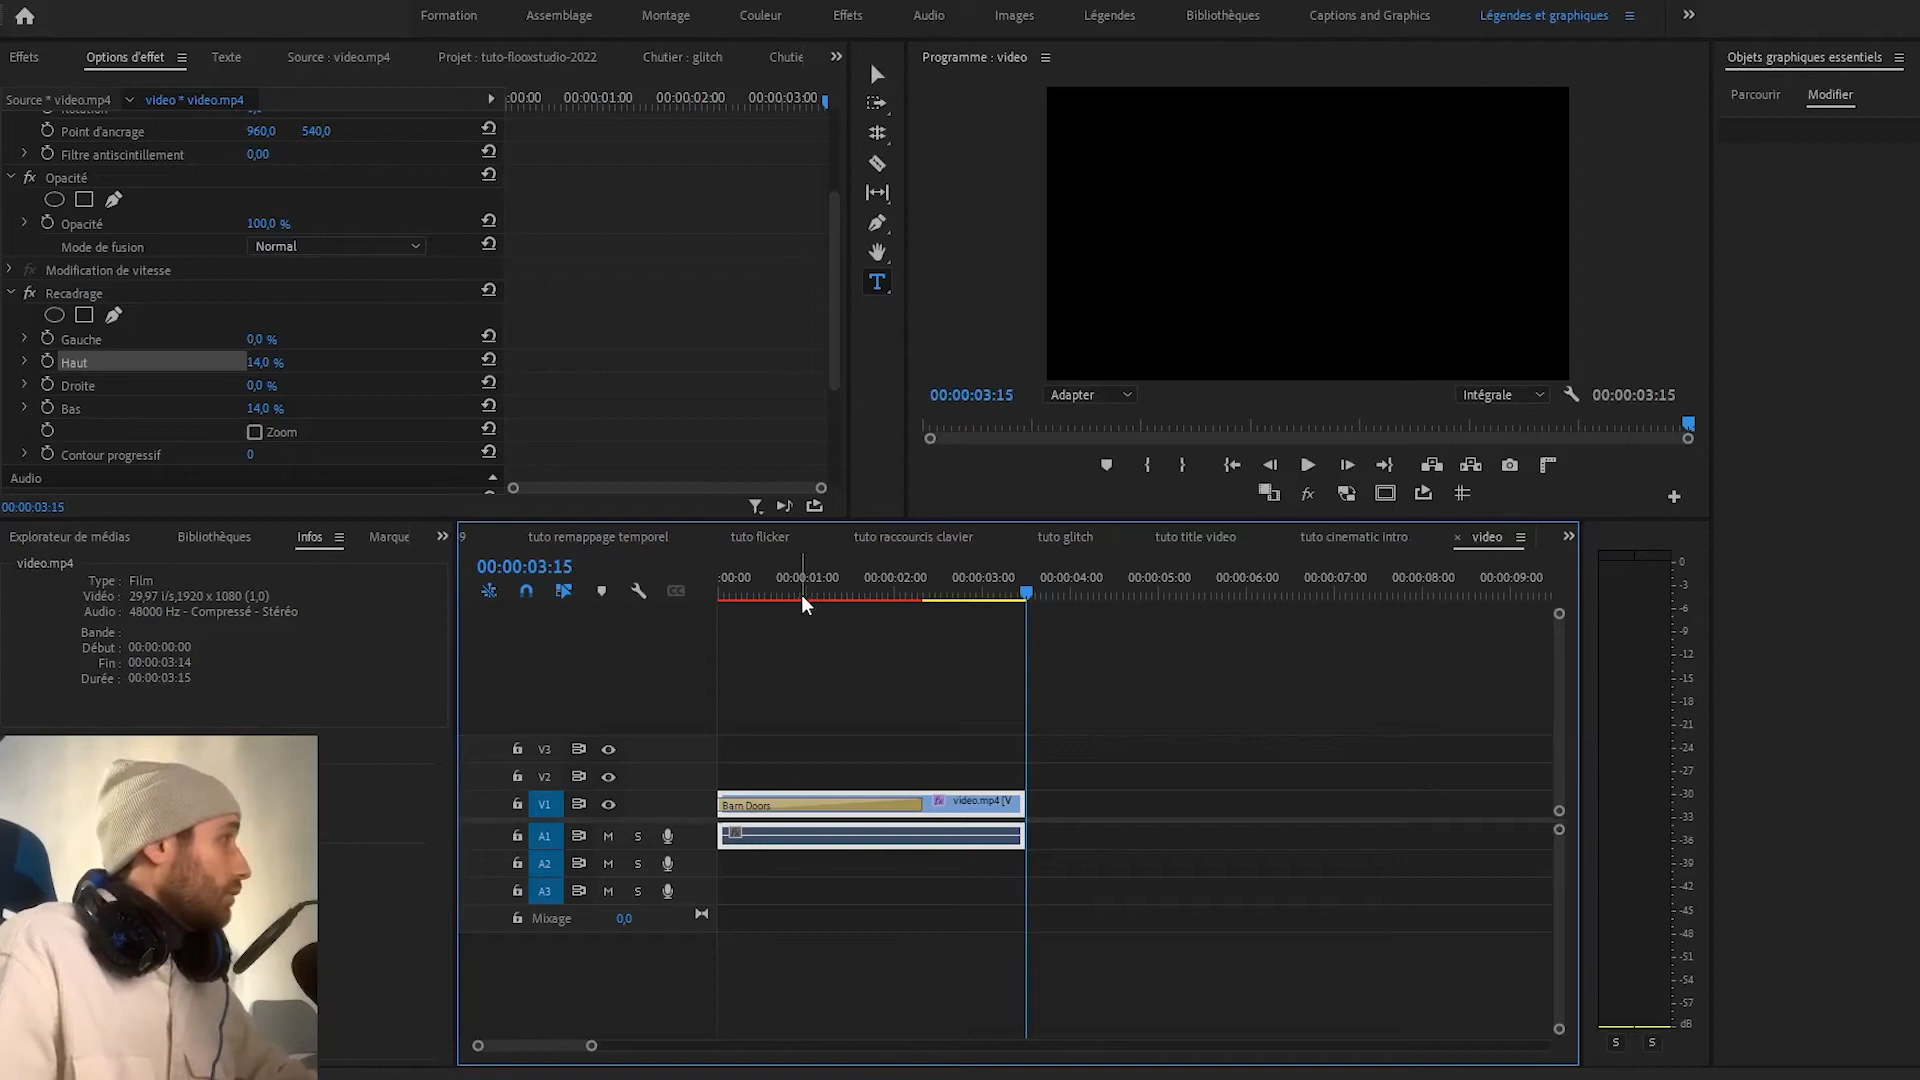 Formation Assemblage Montage Couleur Effets Audio Images Légendes Bibliothèques Captions and Graphics Légendes et graphiques
Effets Options d'effet Texte Source : video.mp4 Projet : tuto-flooxstudio-2022 Chutier : glitch Chutie
Source * video.mp4 video * video.mp4 :00:00 00:00:01:00 00:00:02:00 00:00:03:00
Point d'ancrage 960,0 540,0
Filtre antiscintillement 0,00
fx Opacité
Opacité 100,0 %
Mode de fusion Normal
fx Modification de vitesse
fx Recadrage
Gauche 0,0 %
Haut 14,0 %
Droite 0,0 %
Bas 14,0 %
Zoom
Contour progressif 0
Audio
00:00:03:15
T
Programme : video
00:00:03:15 Adapter Intégrale 00:00:03:15
fx
Objets graphiques essentiels
Parcourir Modifier
Explorateur de médias Bibliothèques Infos Marque
video.mp4
Type : Film
Vidéo : 29,97 i/s,1920 x 1080 (1,0)
Audio : 48000 Hz - Compressé - Stéréo
Bande :
Début : 00:00:00:00
Fin : 00:00:03:14
Durée : 00:00:03:15
9 tuto remappage temporel tuto flicker tuto raccourcis clavier tuto glitch tuto title video tuto cinematic intro × video
00:00:03:15
:00:00 00:00:01:00 00:00:02:00 00:00:03:00 00:00:04:00 00:00:05:00 00:00:06:00 00:00:07:00 00:00:08:00 00:00:09:00
V3
V2
V1 Barn Doors fx video.mp4 [V
A1 M S
A2 M S
A3 M S
Mixage 0,0
0
-3
-6
-9
-12
-15
-18
-21
-24
-27
-30
-33
-36
-39
-42
-45
-48
-51
-54
-57
dB
S S